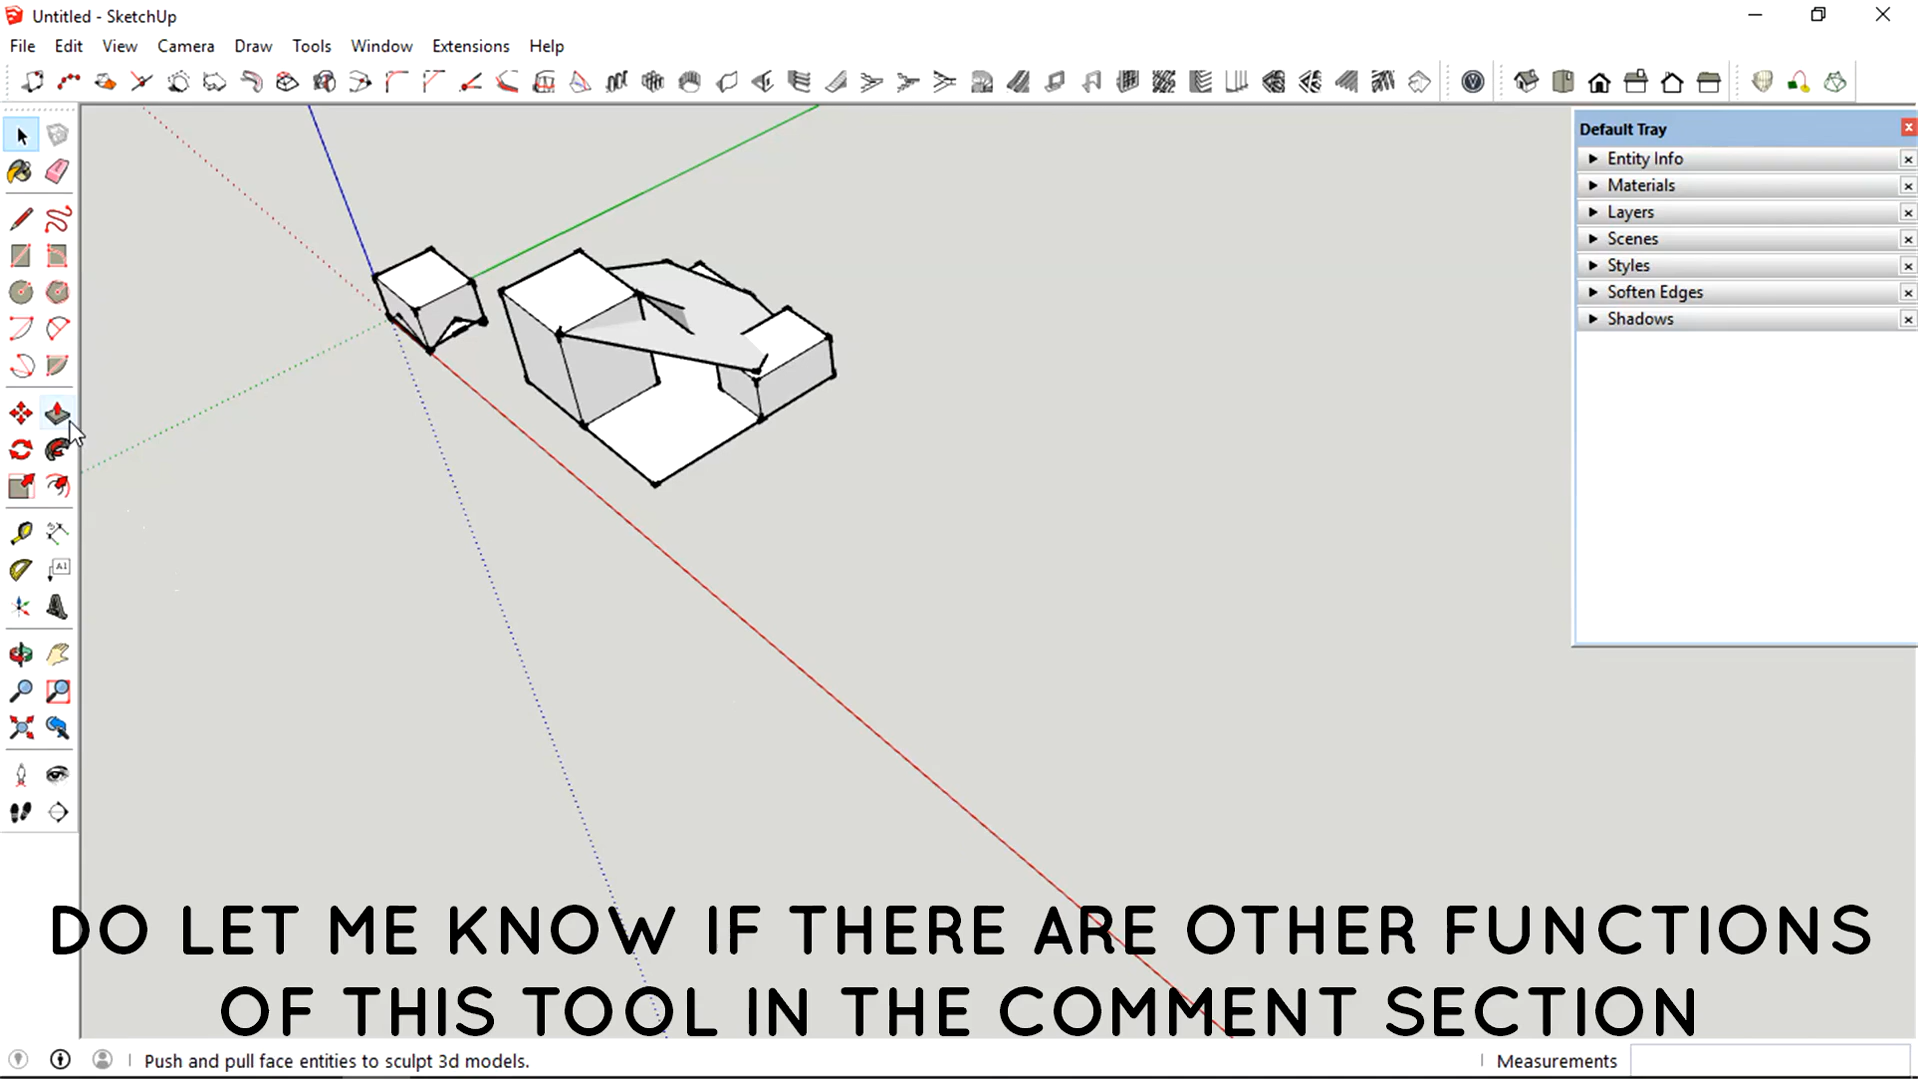 Untitled - SketchUp
File Edit View Camera Draw Tools Window Extensions Help
Default Tray
Entity Info
Materials
Layers
Scenes
Styles
Soften Edges
Shadows
A1
DO LET ME KNOW IF THERE ARE OTHER FUNCTIONS
OF THIS TOOL IN THE COMMENT SECTION
Push and pull face entities to sculpt 3d models.
Measurements